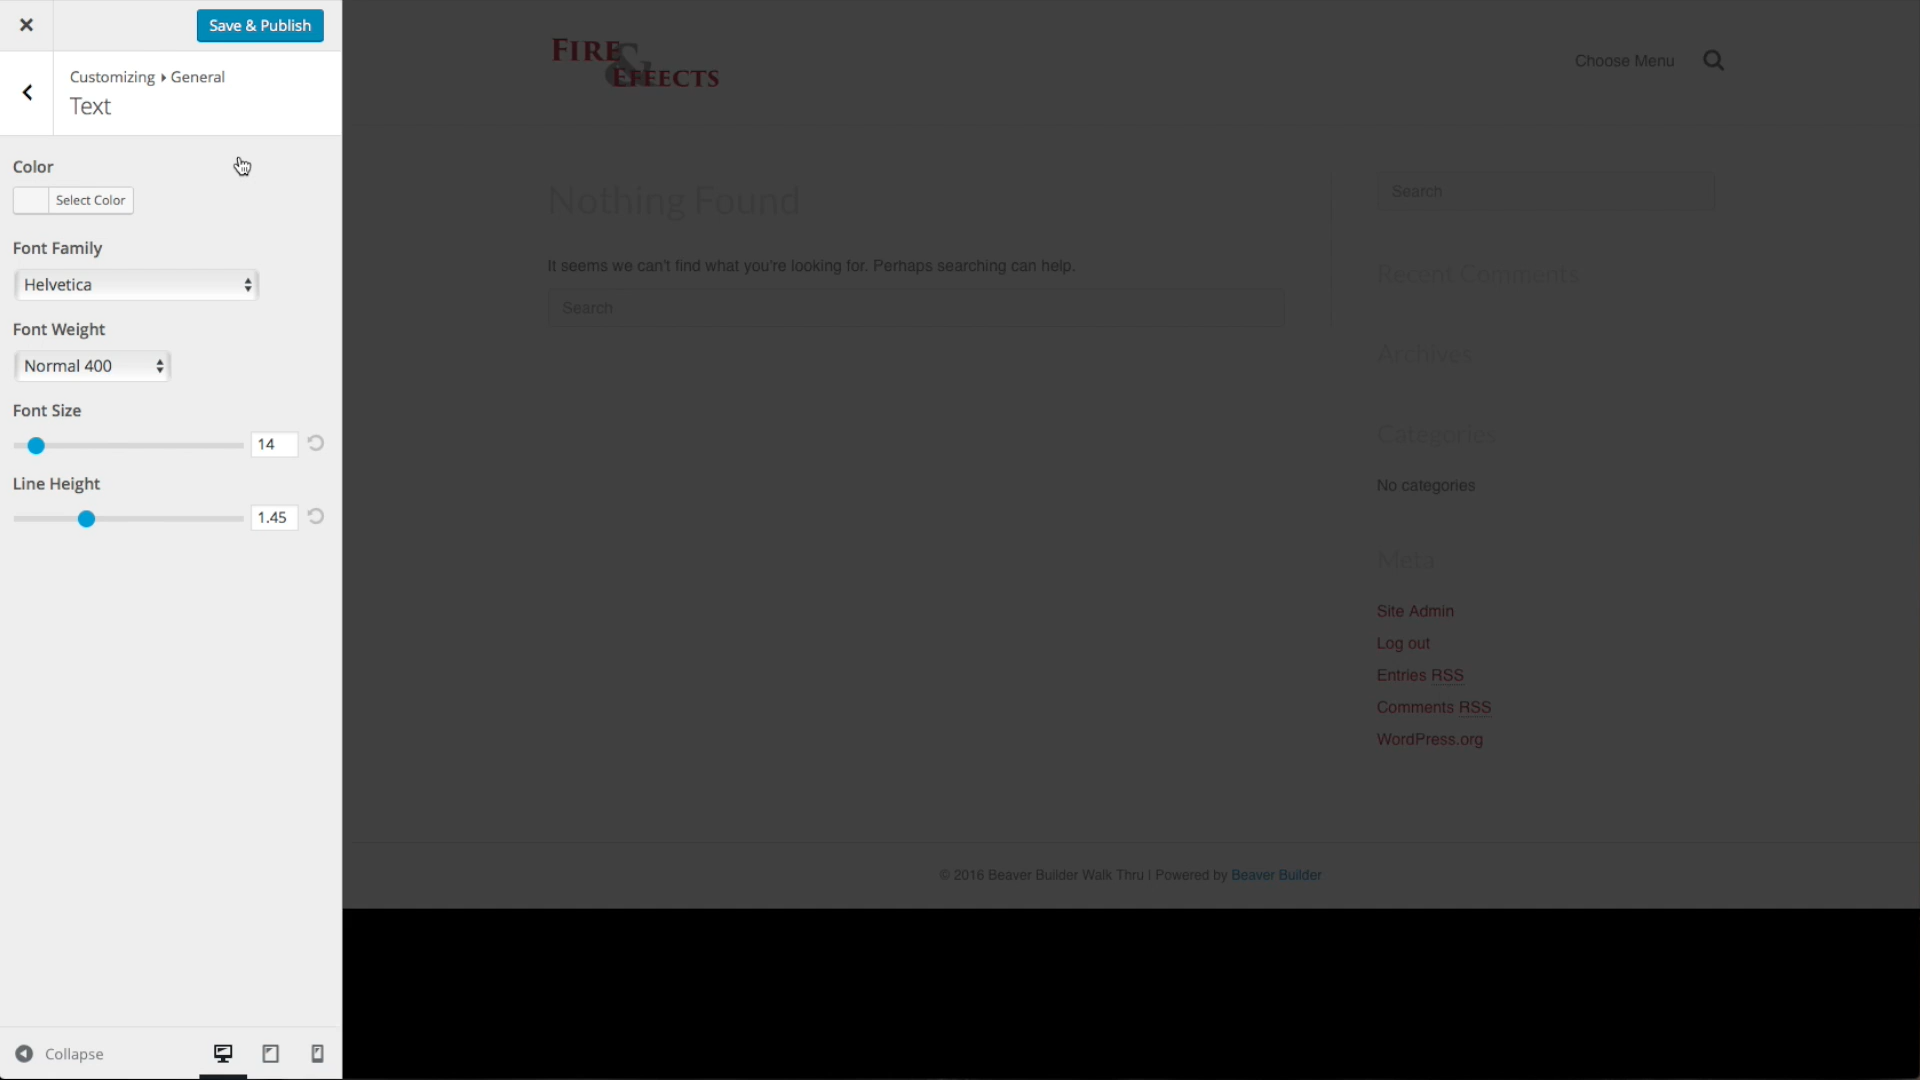 Save & Publish
Customizing ▸ General
Text
Color
Select Color
Font Family
Helvetica
Font Weight
Normal 400
Font Size
14
Line Height
1.45
Collapse
FIRE
&
EFFECTS
Choose Menu
Nothing Found
It seems we can't find what you're looking for. Perhaps searching can help.
Search
Search
Recent Comments
Archives
Categories
No categories
Meta
Site Admin
Log out
Entries RSS
Comments RSS
WordPress.org
© 2016 Beaver Builder Walk Thru | Powered by Beaver Builder